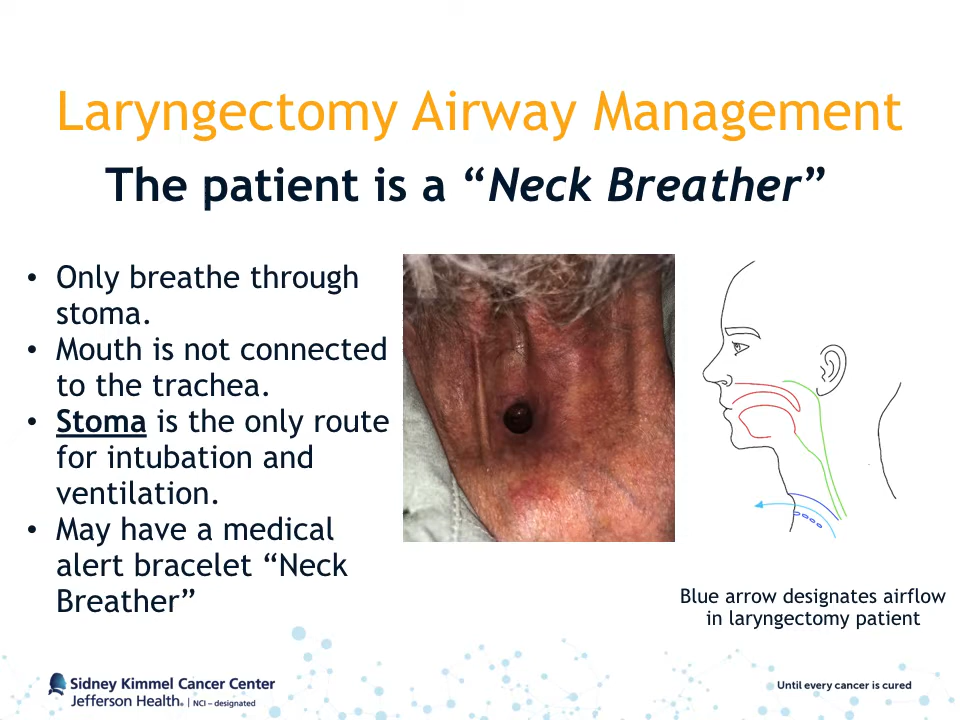 Laryngectomy Airway Management
The patient is a “Neck Breather”
• Only breathe through
stoma.
• Mouth is not connected
to the trachea.
• Stoma is the only route
for intubation and
ventilation.
• May have a medical
alert bracelet “Neck
Breather”
Blue arrow designates airflow
in laryngectomy patient
Sidney Kimmel Cancer Center
Jefferson Health® | NCI – designated
Until every cancer is cured